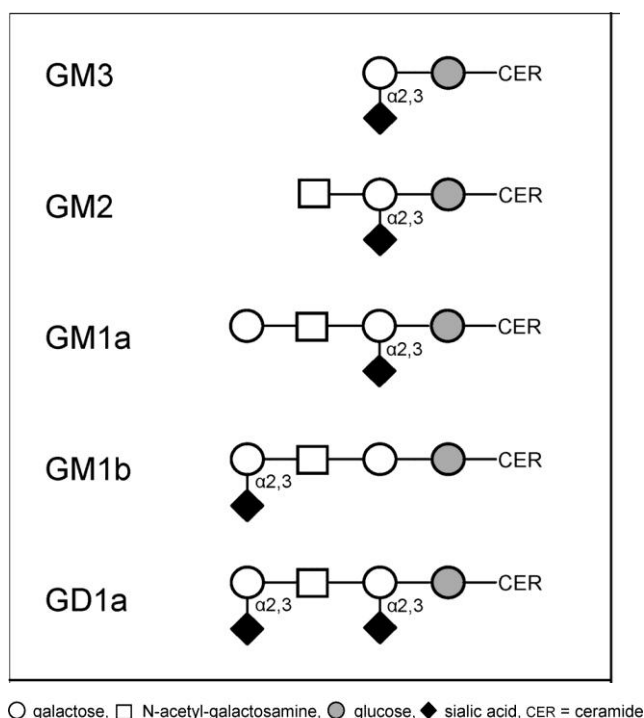 GM3 CER
α2,3
GM2 CER
α2,3
GM1a CER
α2,3
GM1b CER
α2,3
GD1a CER
α2,3 α2,3
galactose, N-acetyl-galactosamine, glucose, sialic acid, CER = ceramide